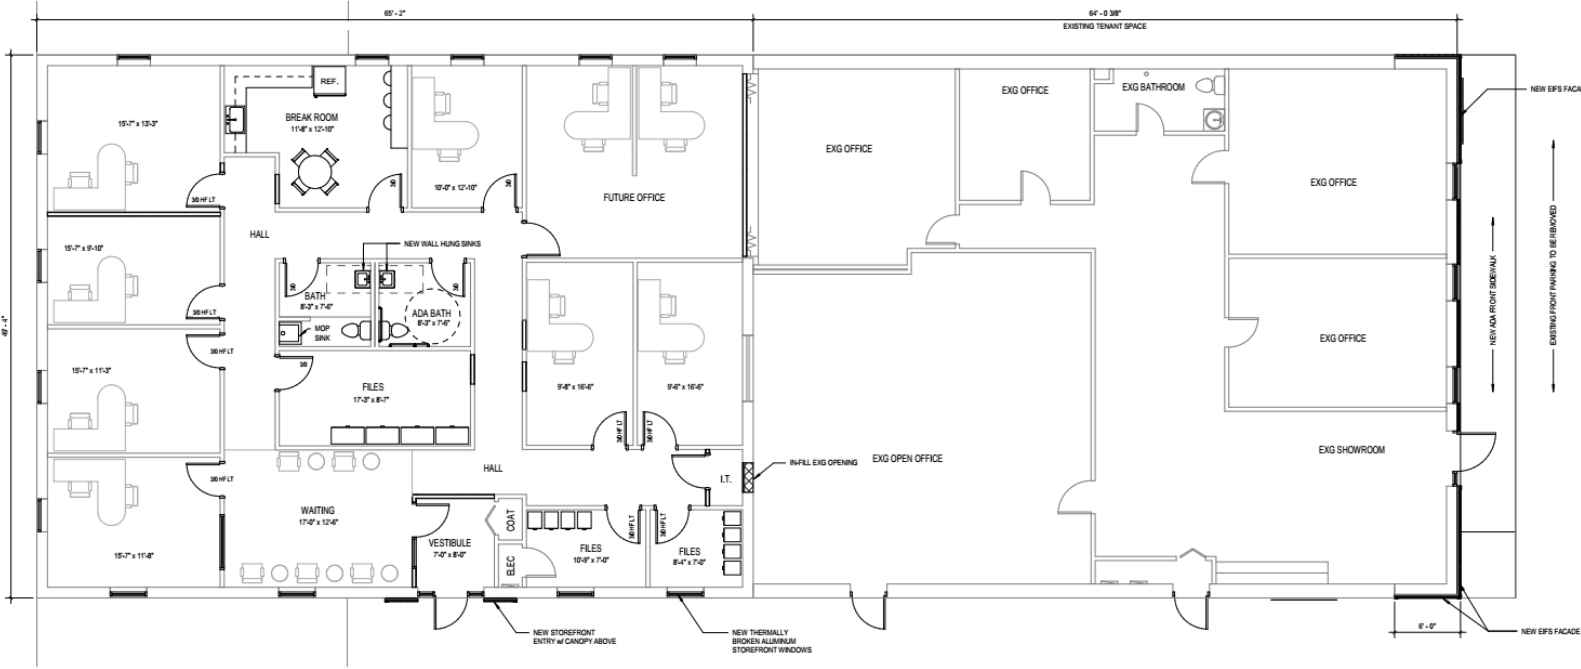 65' - 2"
64' - 0 3/8"
EXISTING TENANT SPACE
REF.
15'-7" x 13'-3"
BREAK ROOM
11'-8" x 12'-10"
10'-0" x 12'-10"
FUTURE OFFICE
3/0 HF LT
3/0
3/0
EXG OFFICE
EXG OFFICE
EXG BATHROOM
EXG OFFICE
NEW EIFS FACA
HALL
15'-7" x 9'-10"
NEW WALL HUNG SINKS
3/0
BATH
8'-3" x 7'-6"
3/0
ADA BATH
8'-3" x 7'-6"
MOP
SINK
3/0 HF LT
3/0 HF LT
49' - 4"
15'-7" x 11'-3"
3/0
FILES
17'-3" x 8'-7"
9'-8" x 16'-6"
9'-6" x 16'-6"
3/0 HF LT
3/0 HF LT
EXG OFFICE
NEW ADA FRONT SIDEWALK
EXISTING FRONT PARKING TO BE REMOVED
EXG SHOWROOM
EXG OPEN OFFICE
IN-FILL EXG OPENING
HALL
I.T.
3/0 HF LT
WAITING
17'-0" x 12'-6"
15'-7" x 11'-8"
VESTIBULE
7'-0" x 8'-0"
COAT
ELEC
3/0 HF LT
FILES
10'-9" x 7'-0"
3/0 HF LT
FILES
8'-4" x 7'-0"
6' - 0"
NEW STOREFRONT
ENTRY w/ CANOPY ABOVE
NEW THERMALLY
BROKEN ALUMINUM
STOREFRONT WINDOWS
NEW EIFS FACADE